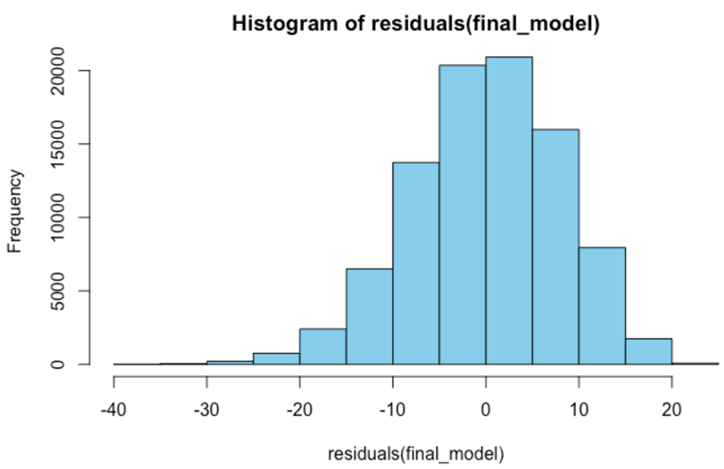 Histogram of residuals(final_model)
Frequency
20000
15000
10000
5000
0
-40 -30 -20 -10 0 10 20
residuals(final_model)